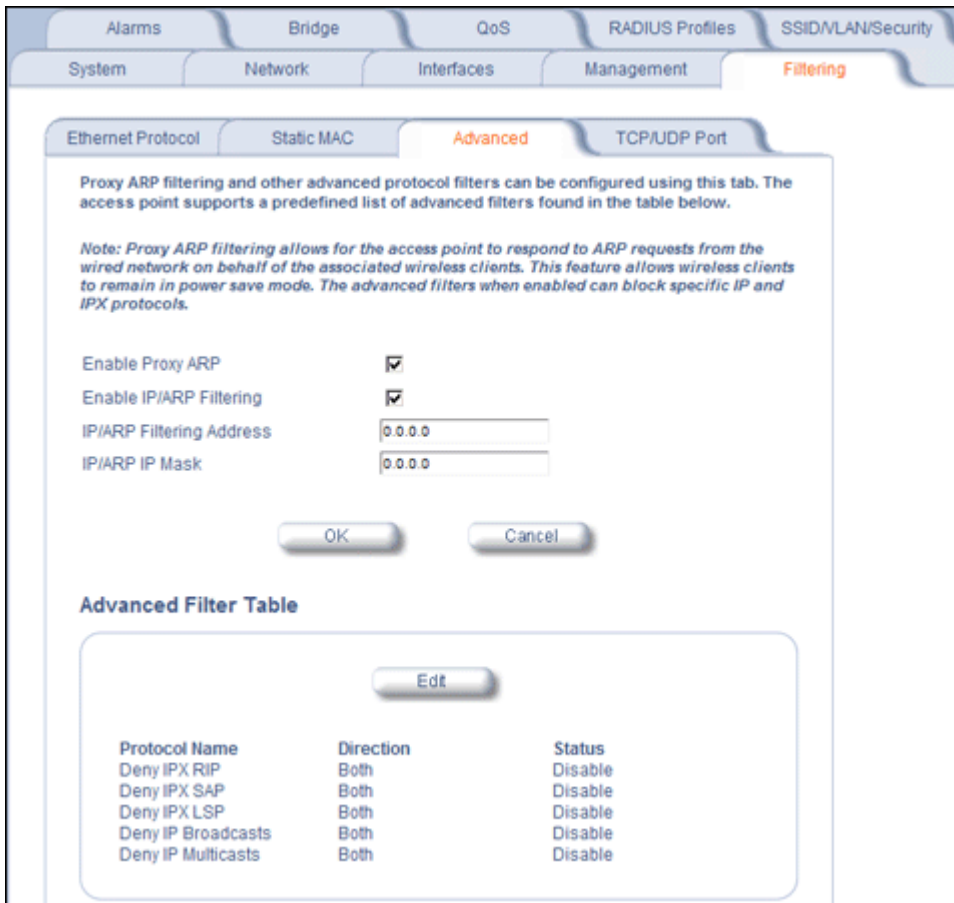 Alarms Bridge QoS RADIUS Profiles SSID/VLAN/Security
System Network Interfaces Management Filtering
Ethernet Protocol Static MAC Advanced TCP/UDP Port
Proxy ARP filtering and other advanced protocol filters can be configured using this tab. The
access point supports a predefined list of advanced filters found in the table below.
Note: Proxy ARP filtering allows for the access point to respond to ARP requests from the
wired network on behalf of the associated wireless clients. This feature allows wireless clients
to remain in power save mode. The advanced filters when enabled can block specific IP and
IPX protocols.
Enable Proxy ARP
Enable IP/ARP Filtering
IP/ARP Filtering Address 0.0.0.0
IP/ARP IP Mask 0.0.0.0
OK Cancel
Advanced Filter Table
Edit
Protocol Name Direction Status
Deny IPX RIP Both Disable
Deny IPX SAP Both Disable
Deny IPX LSP Both Disable
Deny IP Broadcasts Both Disable
Deny IP Multicasts Both Disable